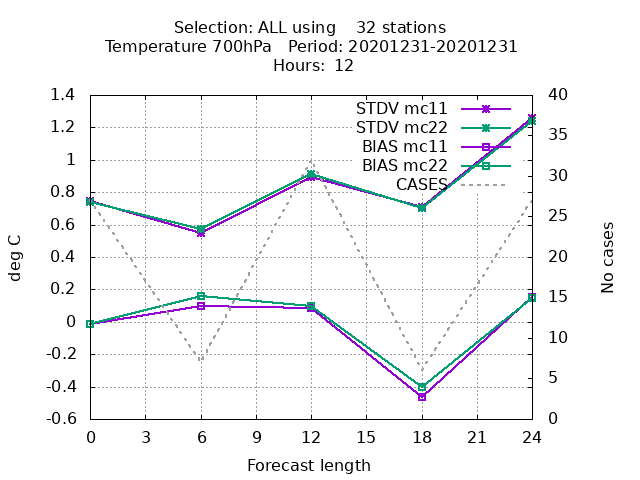 Selection: ALL using    32 stations
Temperature 700hPa   Period: 20201231-20201231
Hours:  12
1.4
1.2
1
0.8
0.6
0.4
0.2
0
-0.2
-0.4
-0.6
40
35
30
25
20
15
10
5
0
STDV mc11
STDV mc22
BIAS mc11
BIAS mc22
CASES
deg C
No cases
0 3 6 9 12 15 18 21 24
Forecast length